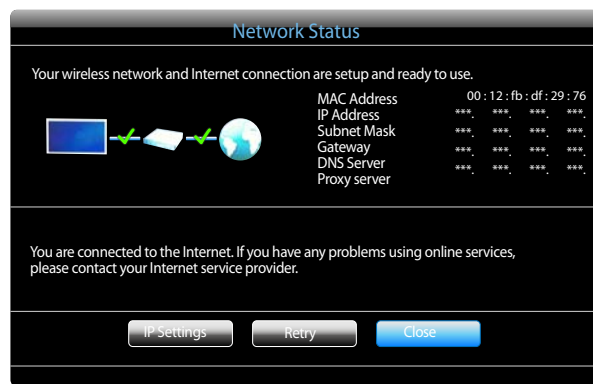 Network Status
Your wireless network and Internet connection are setup and ready to use.
MAC Address 00 : 12 : fb : df : 29 : 76
IP Address ***. ***. ***. ***.
Subnet Mask ***. ***. ***. ***.
Gateway ***. ***. ***. ***.
DNS Server ***. ***. ***. ***.
Proxy server
You are connected to the Internet. If you have any problems using online services,
please contact your Internet service provider.
IP Settings Retry Close